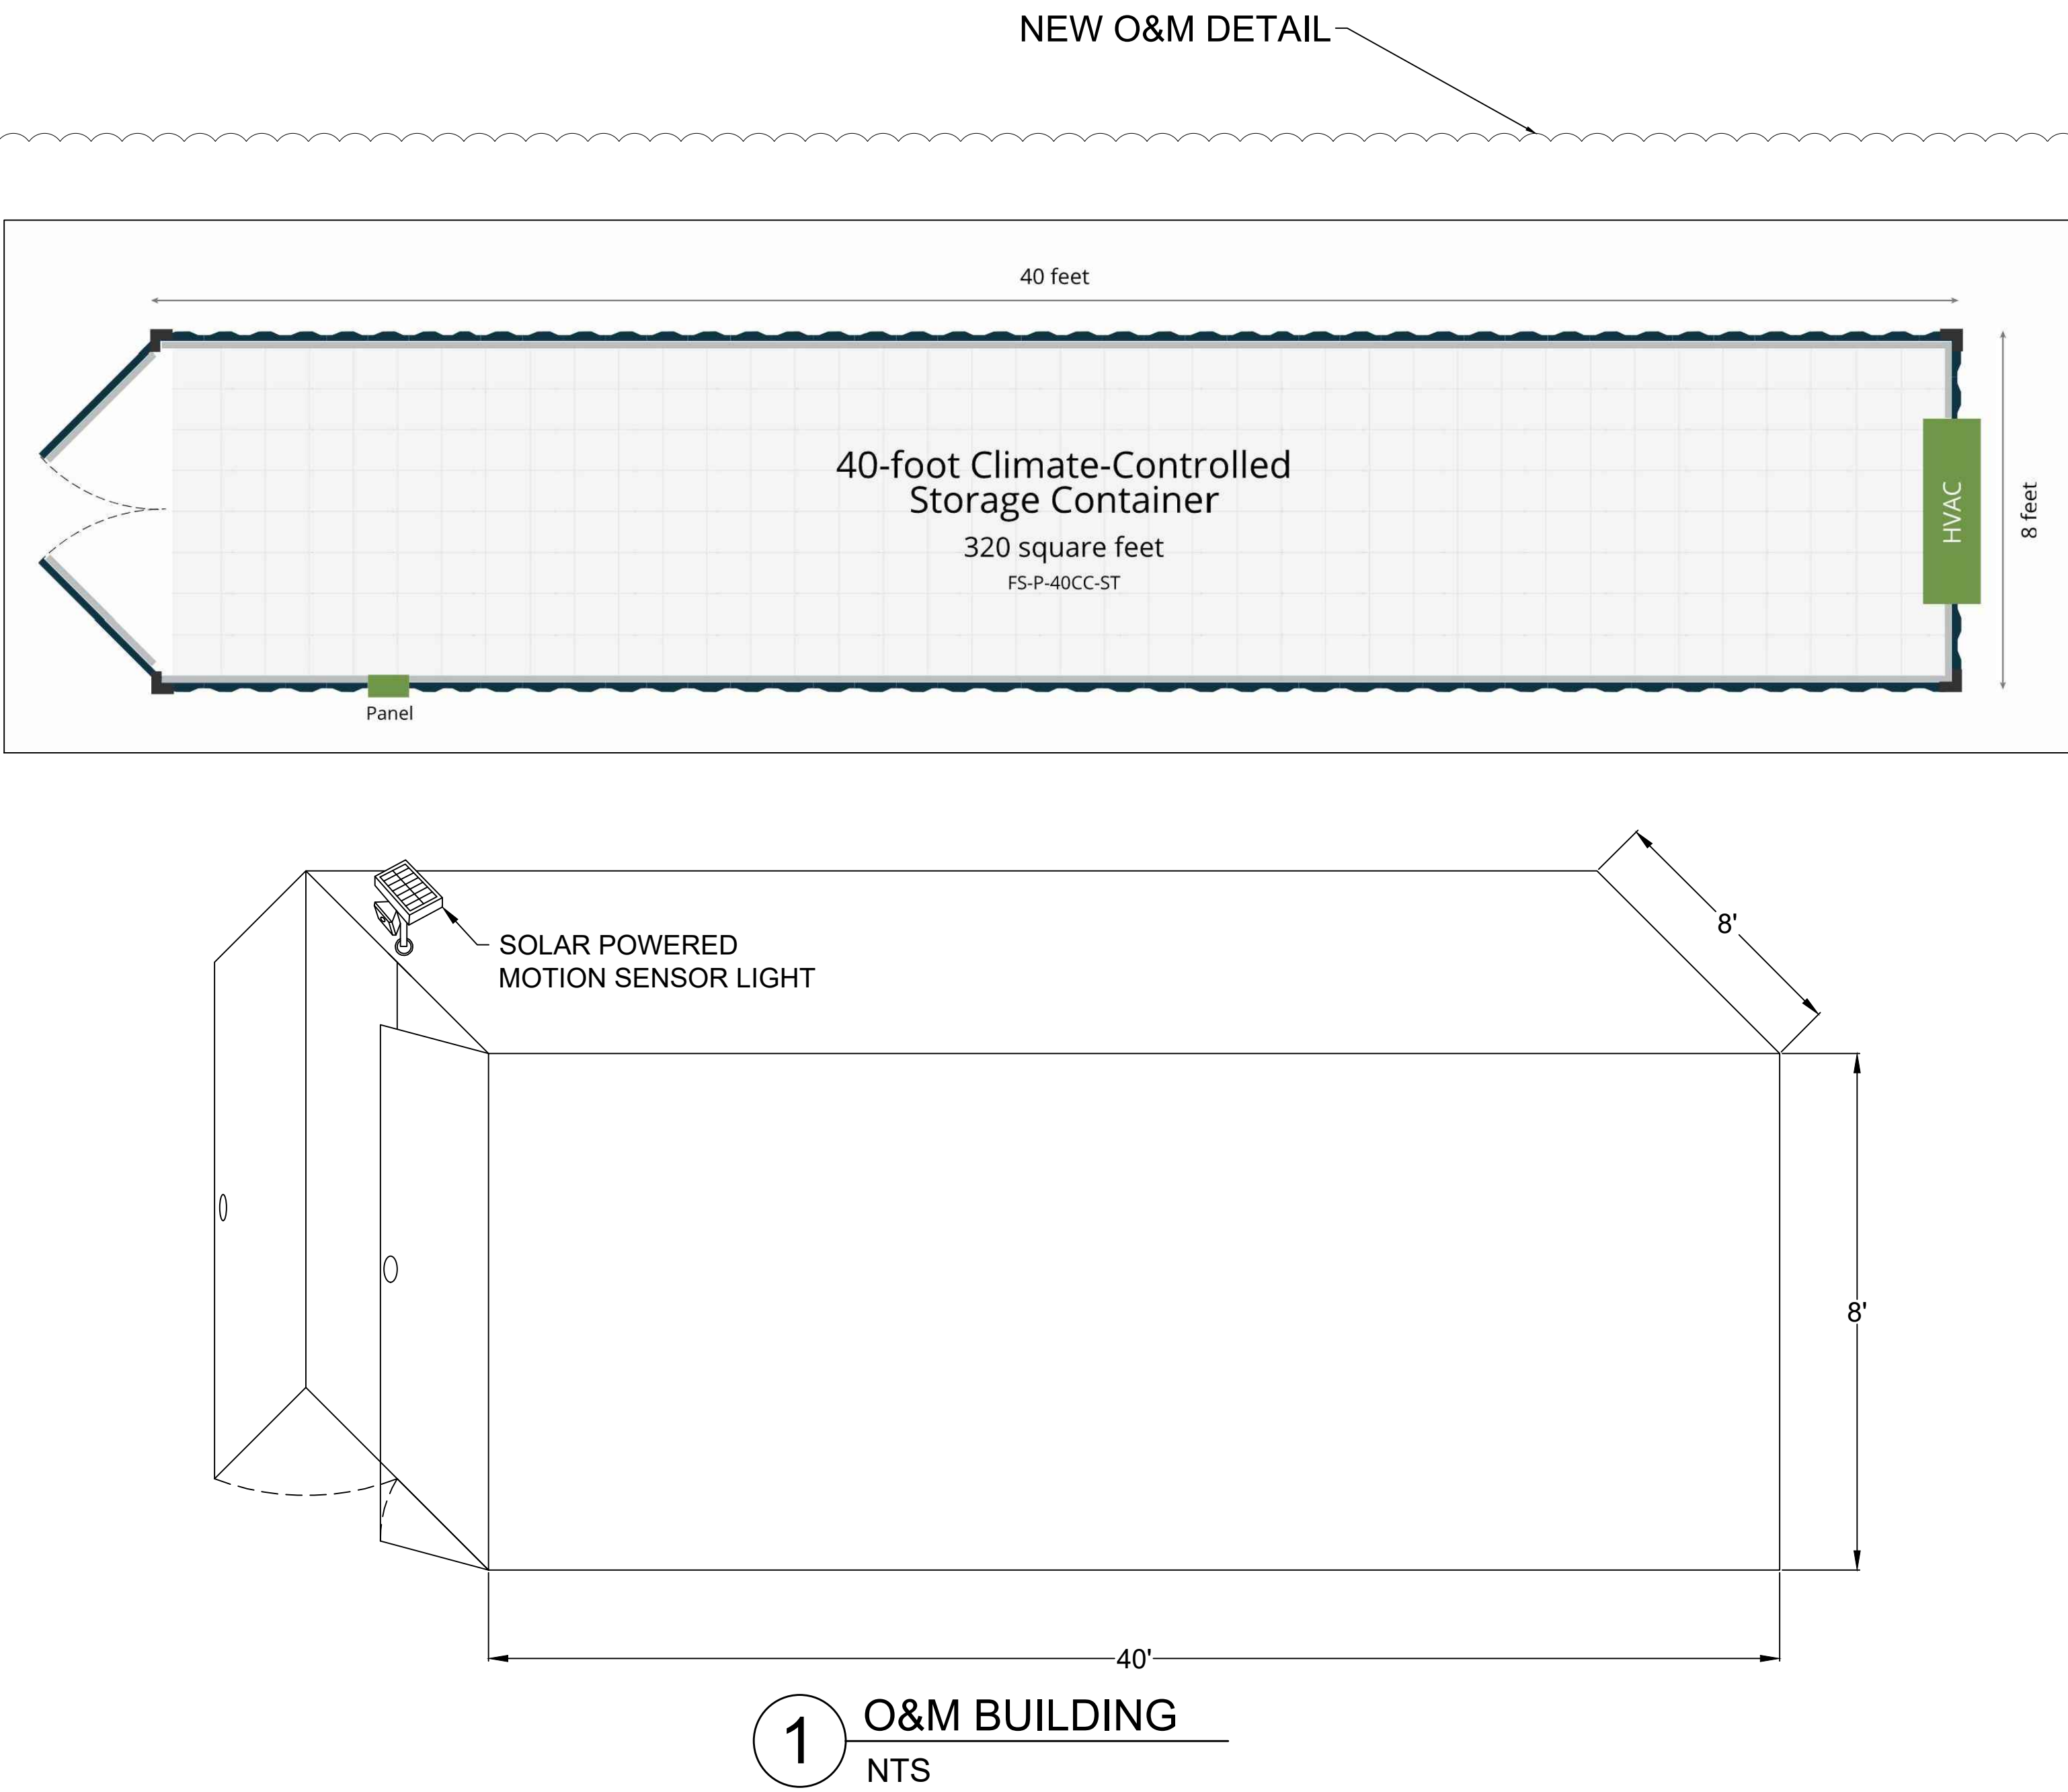 NEW O&M DETAIL
40 feet
40-foot Climate-Controlled
Storage Container
320 square feet
FS-P-40CC-ST
HVAC
8 feet
Panel
8'
SOLAR POWERED
MOTION SENSOR LIGHT
8'
40'
1
O&M BUILDING
NTS